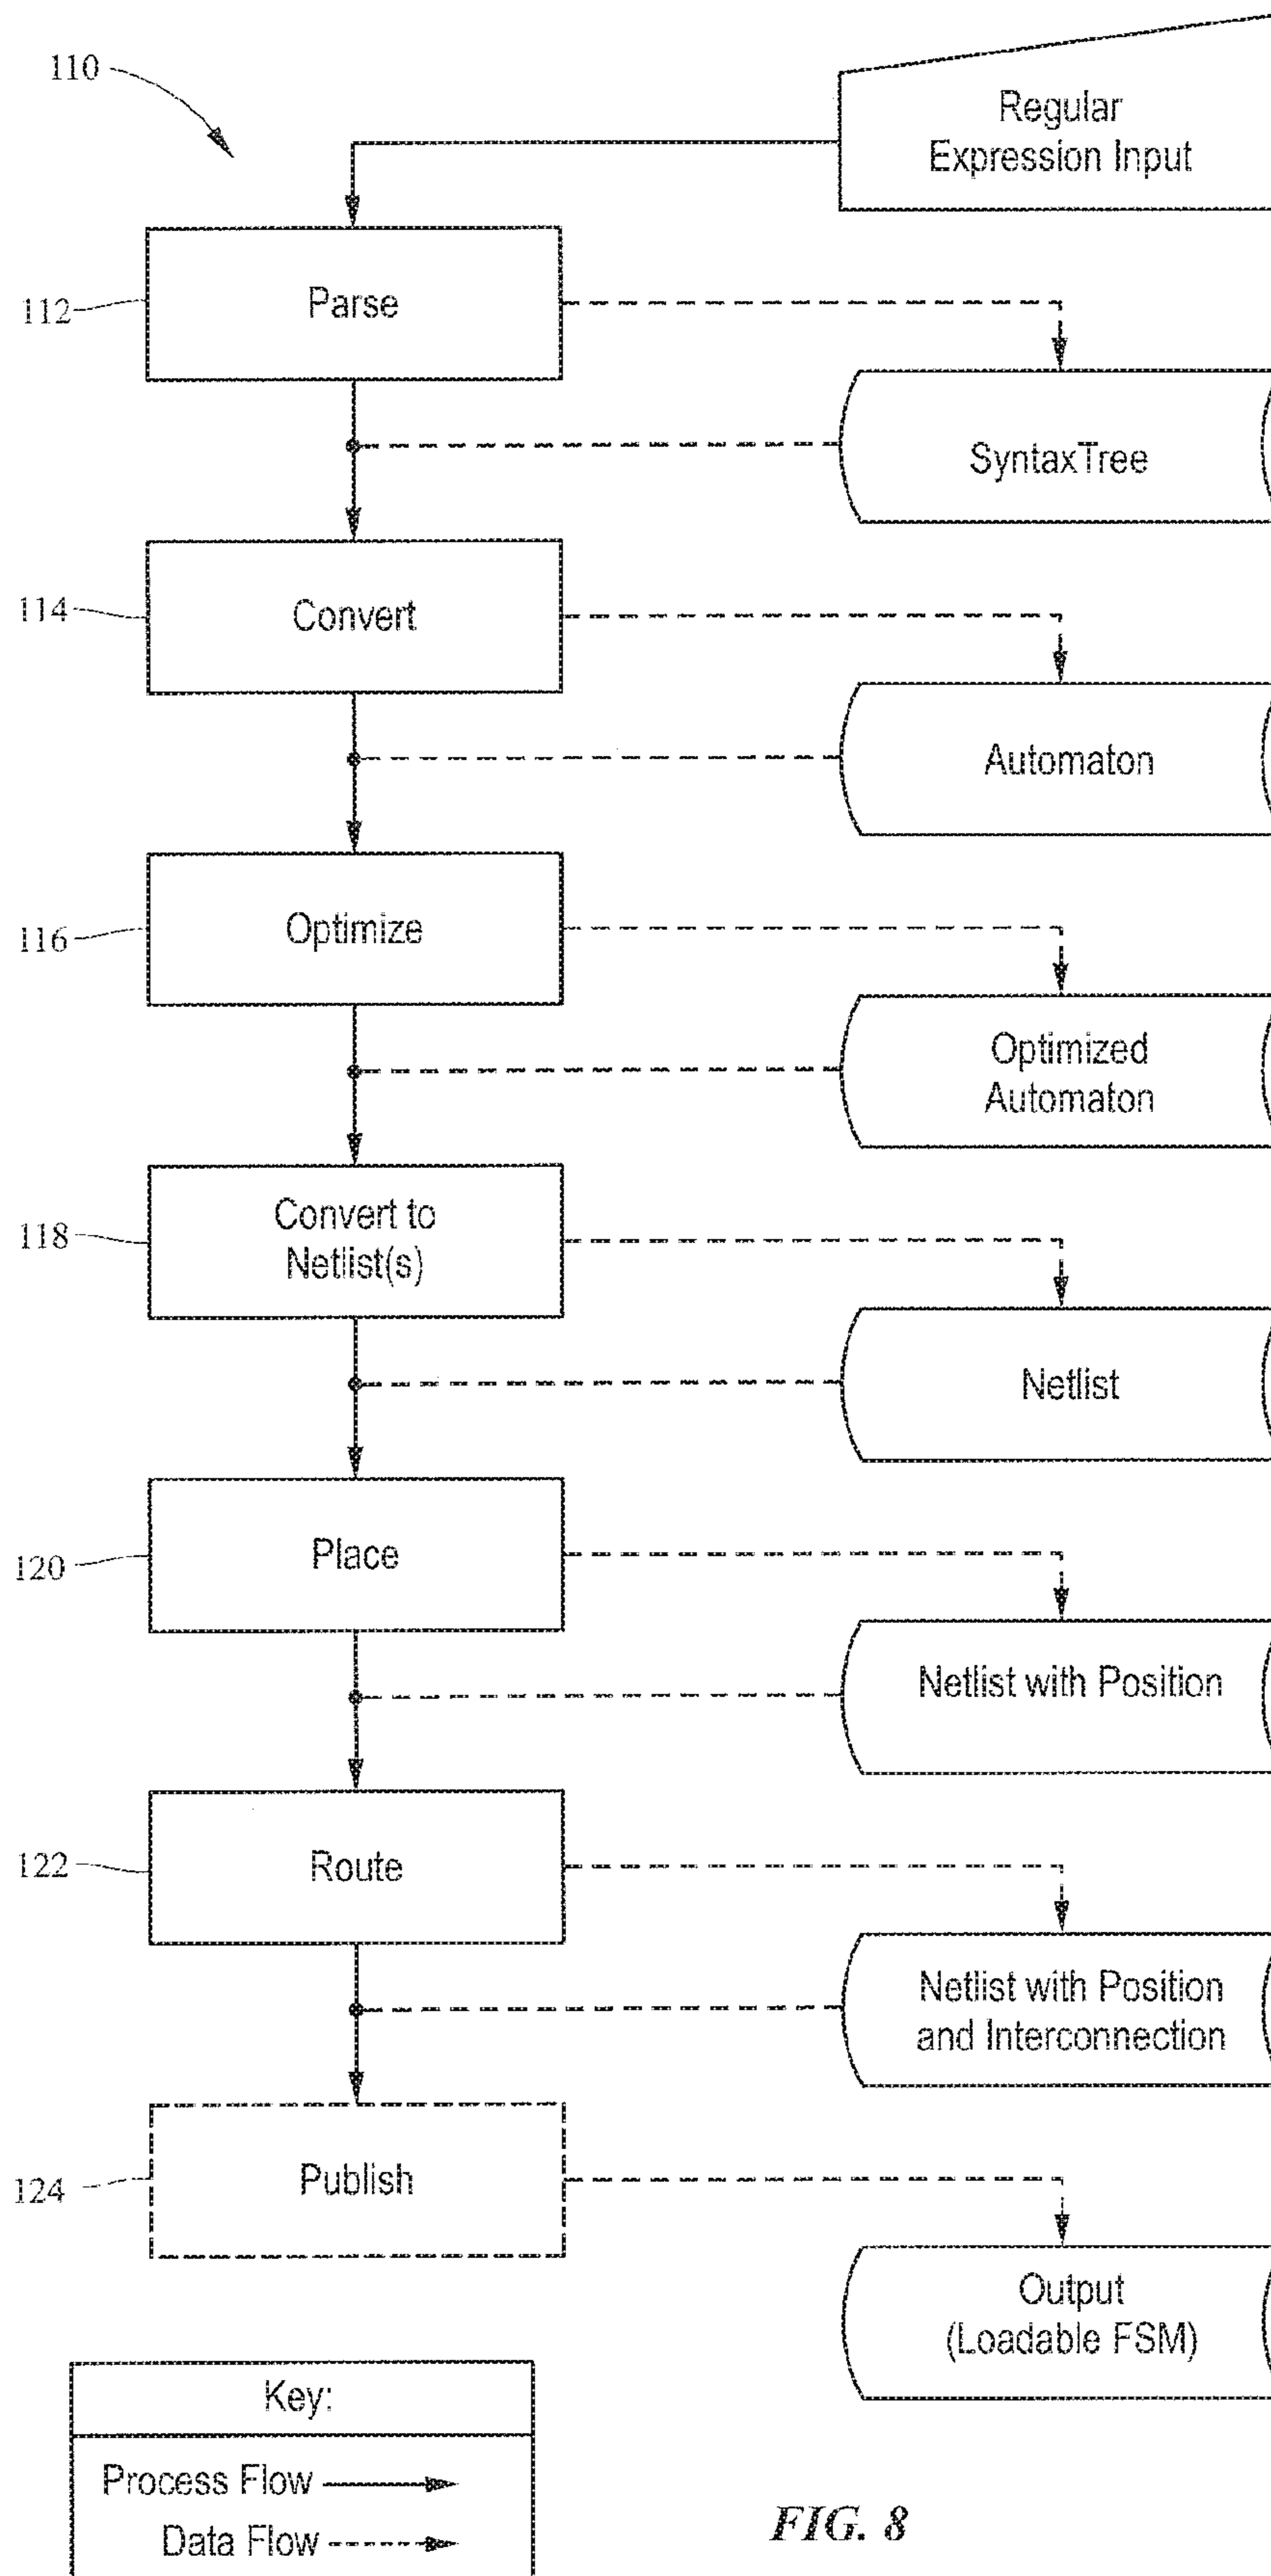 110
Regular
Expression Input
112
Parse
SyntaxTree
114
Convert
Automaton
116
Optimize
Optimized
Automaton
118
Convert to
Netlist(s)
Netlist
120
Place
Netlist with Position
122
Route
Netlist with Position
and Interconnection
124
Publish
Output
(Loadable FSM)
Key:
Process Flow
Data Flow
FIG. 8